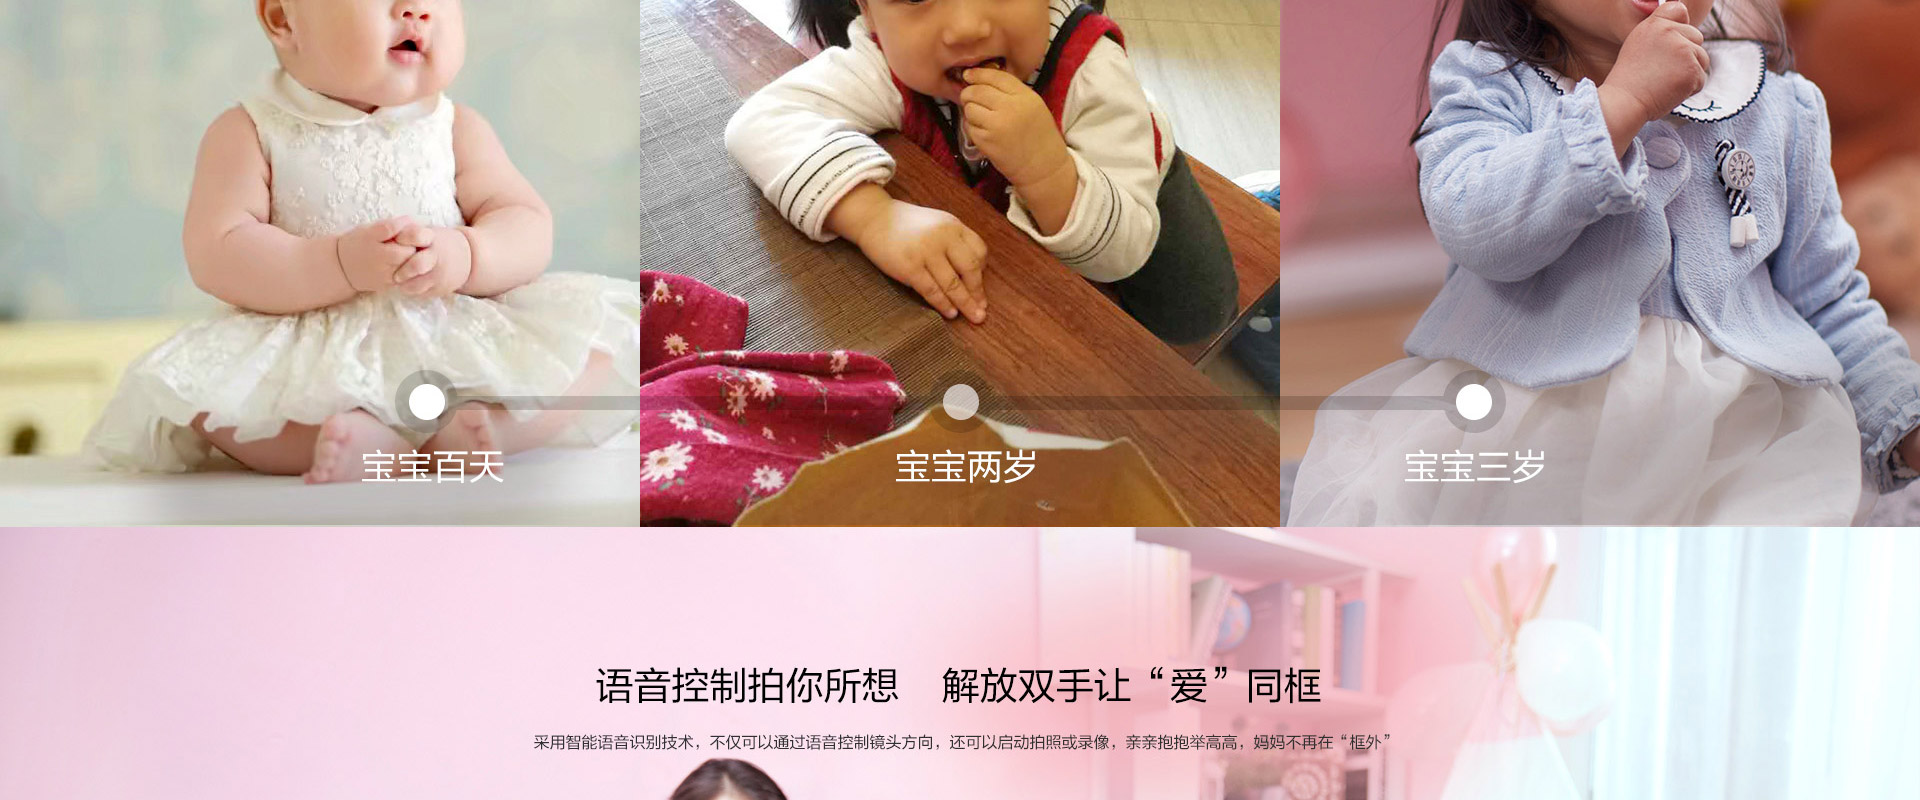 宝宝百天
宝宝两岁
宝宝三岁
语音控制拍你所想 解放双手让“爱”同框
采用智能语音识别技术，不仅可以通过语音控制镜头方向，还可以启动拍照或录像，亲亲抱抱举高高，妈妈不再在“框外”